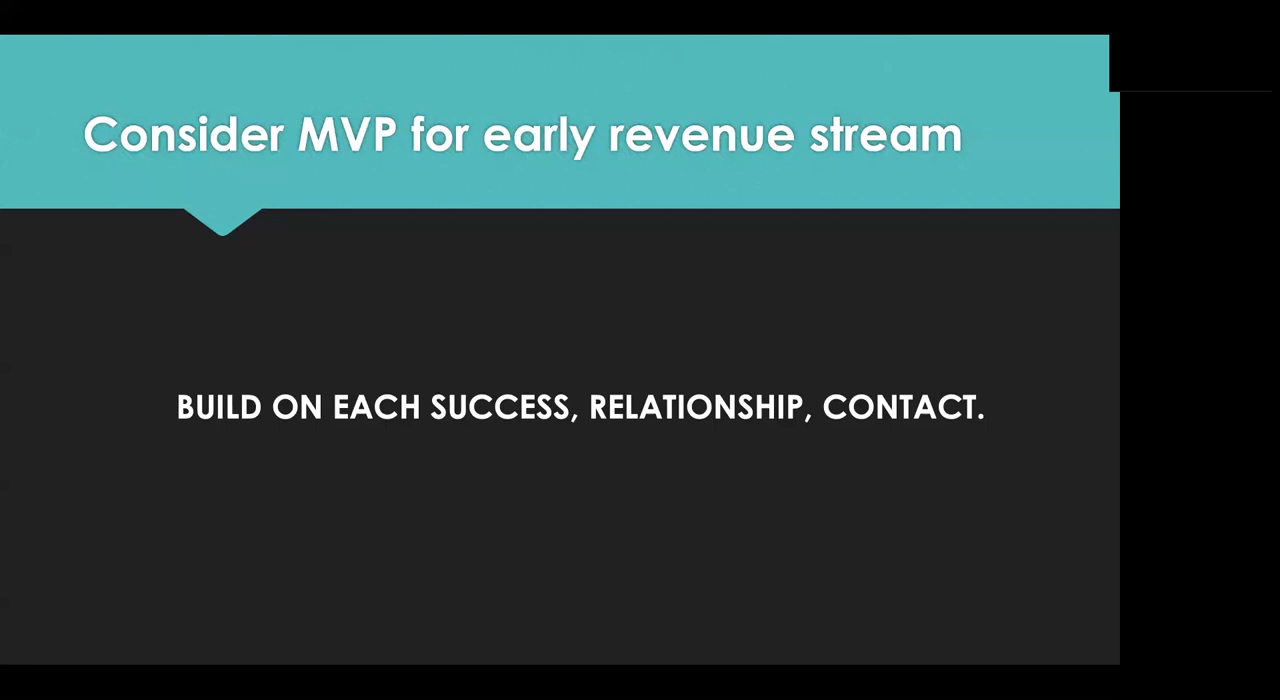 Consider MVP for early revenue stream
BUILD ON EACH SUCCESS, RELATIONSHIP, CONTACT.